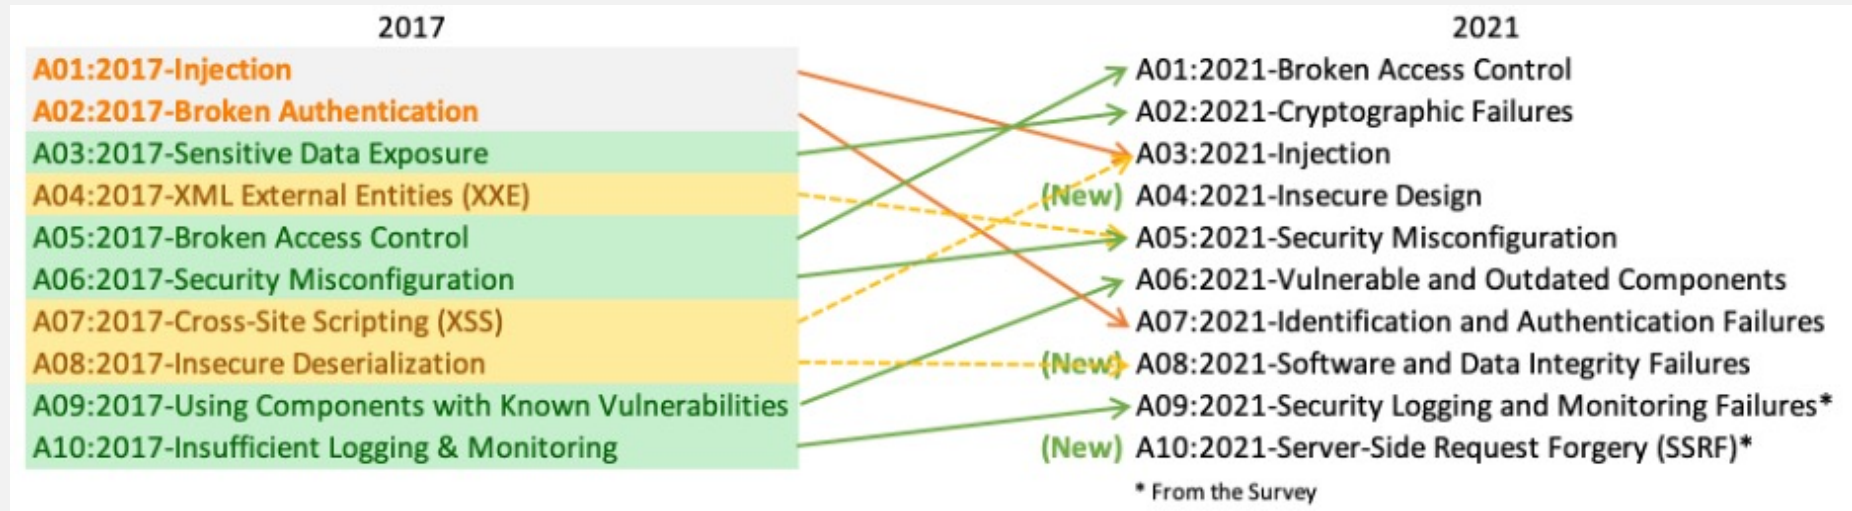 2017
A01:2017-Injection
A02:2017-Broken Authentication
A03:2017-Sensitive Data Exposure
A04:2017-XML External Entities (XXE)
A05:2017-Broken Access Control
A06:2017-Security Misconfiguration
A07:2017-Cross-Site Scripting (XSS)
A08:2017-Insecure Deserialization
A09:2017-Using Components with Known Vulnerabilities
A10:2017-Insufficient Logging & Monitoring
2021
A01:2021-Broken Access Control
A02:2021-Cryptographic Failures
A03:2021-Injection
(New) A04:2021-Insecure Design
A05:2021-Security Misconfiguration
A06:2021-Vulnerable and Outdated Components
A07:2021-Identification and Authentication Failures
(New) A08:2021-Software and Data Integrity Failures
A09:2021-Security Logging and Monitoring Failures*
(New) A10:2021-Server-Side Request Forgery (SSRF)*
* From the Survey